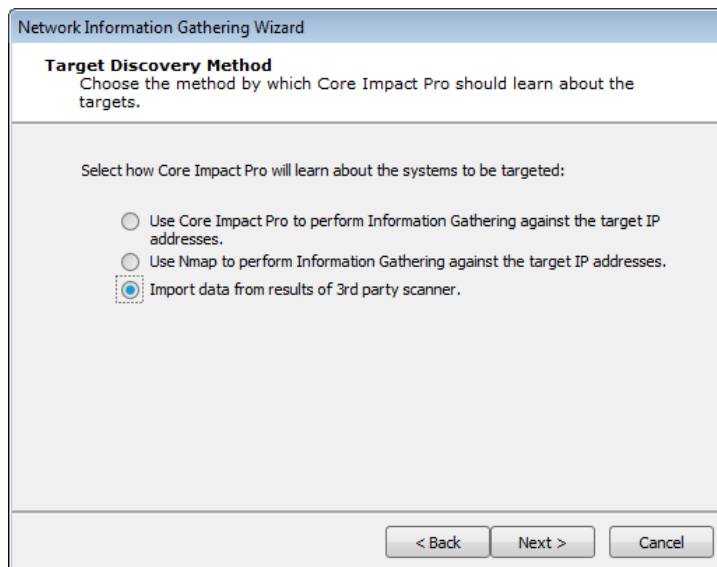 Network Information Gathering Wizard
Target Discovery Method
Choose the method by which Core Impact Pro should learn about the
targets.
Select how Core Impact Pro will learn about the systems to be targeted:
Use Core Impact Pro to perform Information Gathering against the target IP
addresses.
Use Nmap to perform Information Gathering against the target IP addresses.
Import data from results of 3rd party scanner.
< Back Next > Cancel